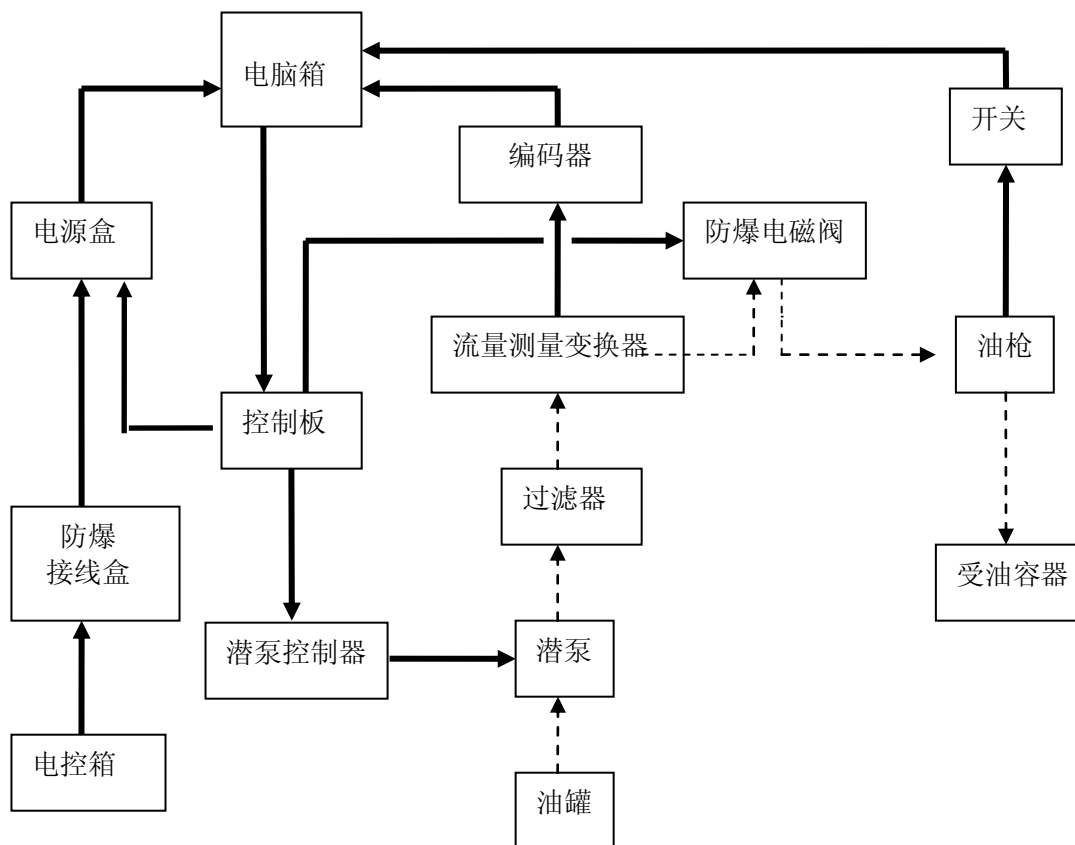 电脑箱
开关
编码器
电源盒
防爆电磁阀
流量测量变换器
油枪
控制板
过滤器
防爆
接线盒
受油容器
潜泵控制器
潜泵
电控箱
油罐